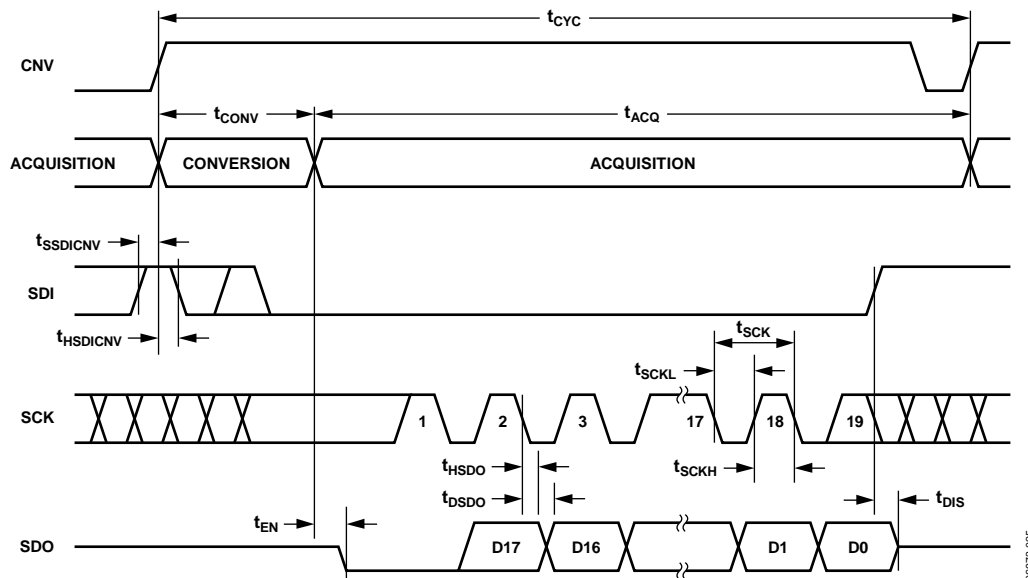 tCYC
CNV
tCONV
tACQ
ACQUISITION
CONVERSION
ACQUISITION
tSSDICNV
SDI
tHSDICNV
tSCK
tSCKL
SCK
1
2
3
17
18
19
tHSDO
tSCKH
tDSDO
tDIS
tEN
SDO
D17
D16
D1
D0